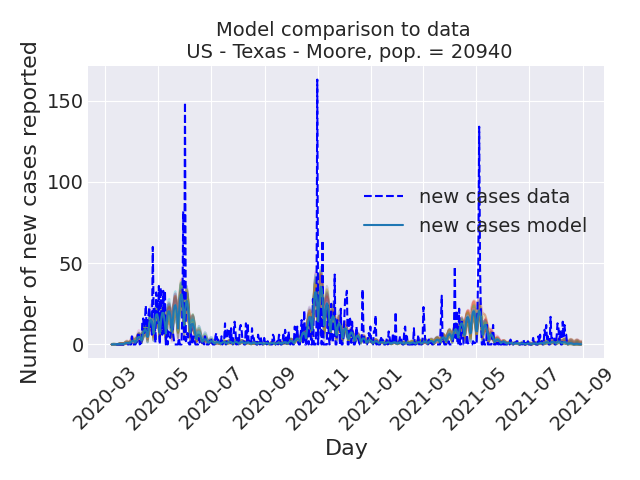 Model comparison to data
US - Texas - Moore, pop. = 20940
Number of new cases reported
150
100
50
0
new cases data
new cases model
2020-03
2020-05
2020-07
2020-09
2020-11
2021-01
2021-03
2021-05
2021-07
2021-09
Day